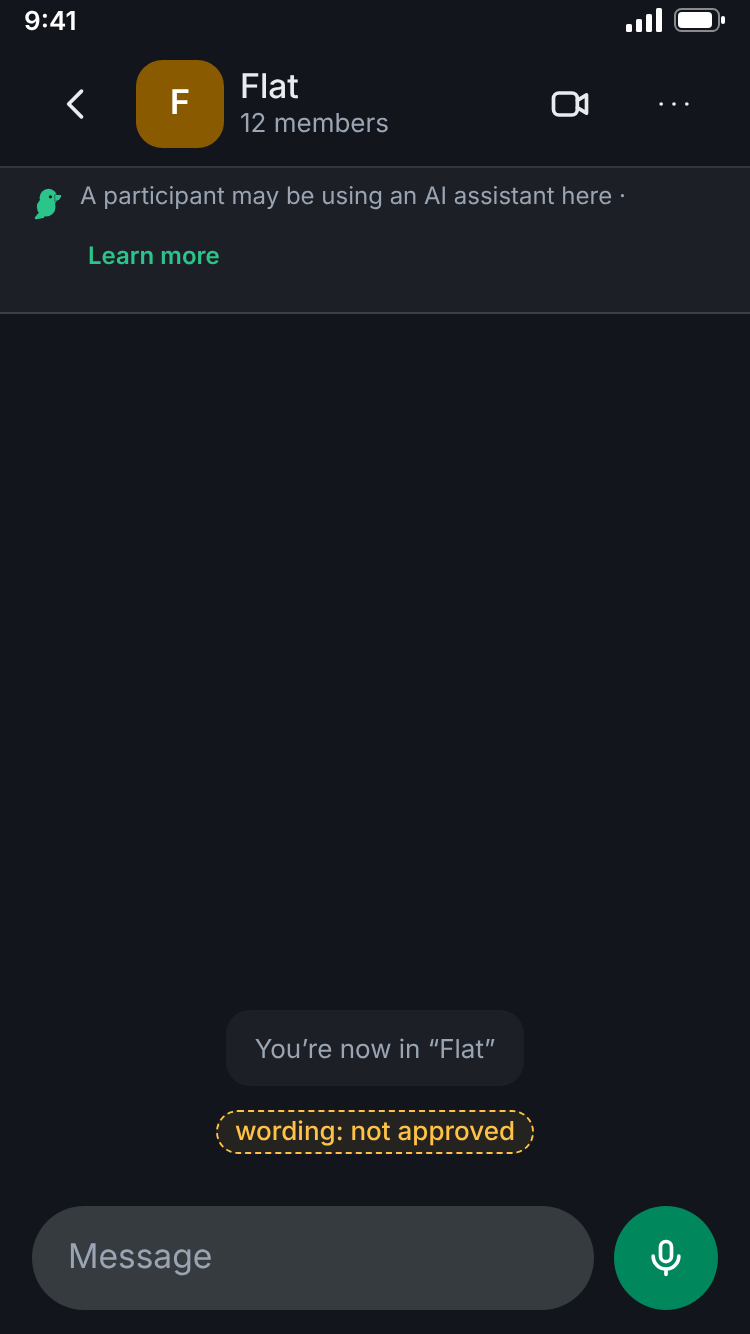 9:41
F
Flat
12 members
A participant may be using an AI assistant here ·
Learn more
You’re now in “Flat”
wording: not approved
Message